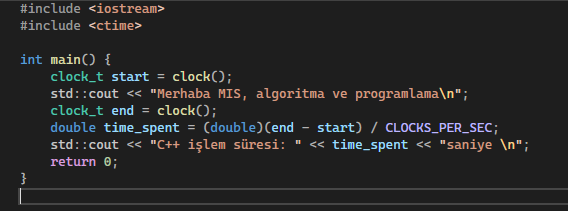 #include <iostream>
#include <ctime>
int main() {
clock_t start = clock();
std::cout << "Merhaba MIS, algoritma ve programlama\n";
clock_t end = clock();
double time_spent = (double)(end - start) / CLOCKS_PER_SEC;
std::cout << "C++ işlem süresi: " << time_spent << "saniye \n";
return 0;
}